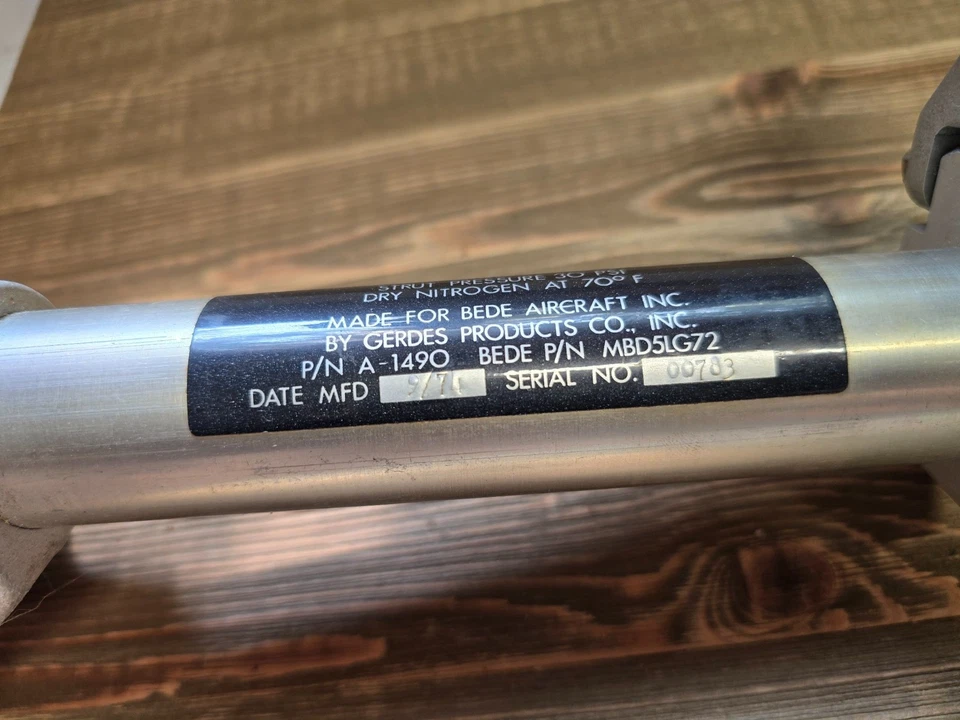 STRUT PRESSURE 30 PSI
DRY NITROGEN AT 70° F
MADE FOR BEDE AIRCRAFT INC.
BY GERDES PRODUCTS CO., INC.
P/N A-1490 BEDE P/N MBD5LG72
DATE MFD SERIAL NO. 00783